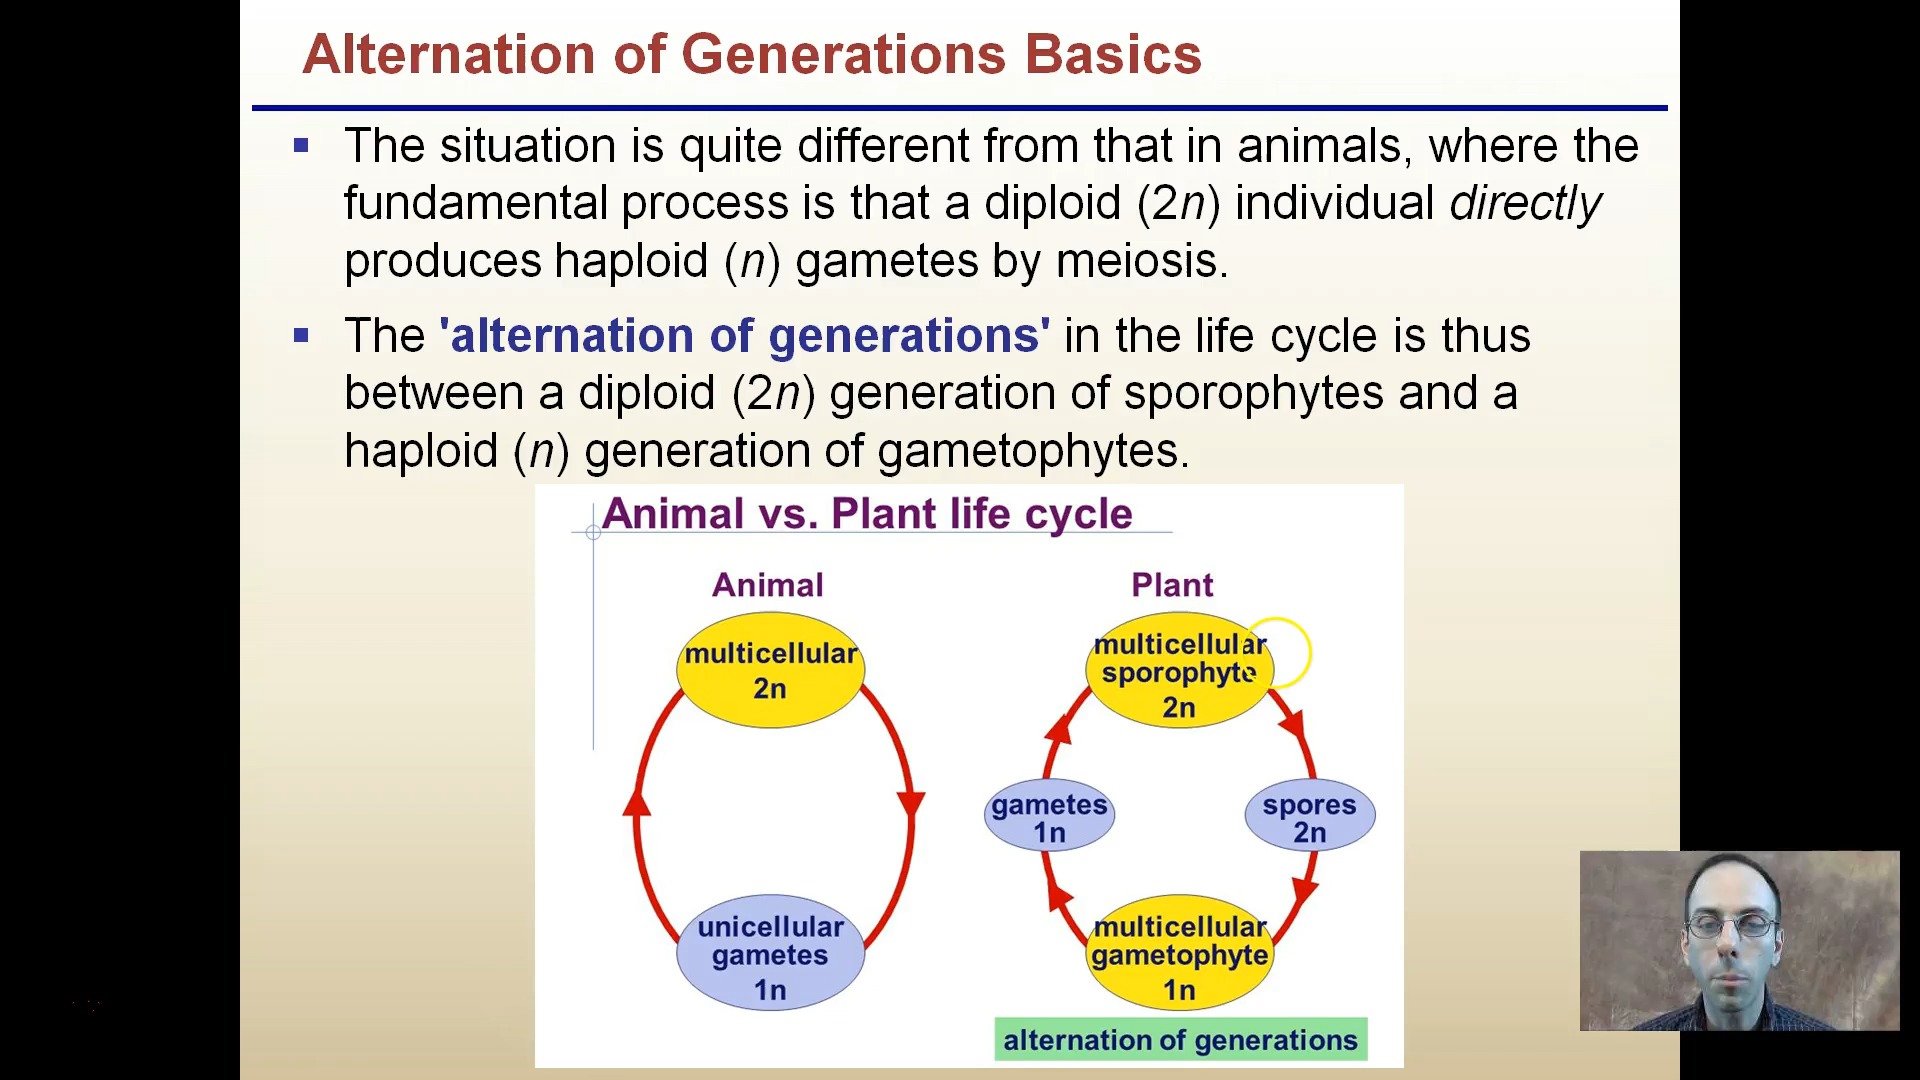 Alternation of Generations Basics
The situation is quite different from that in animals, where the
fundamental process is that a diploid (2n) individual directly
produces haploid (n) gametes by meiosis.
The 'alternation of generations' in the life cycle is thus
between a diploid (2n) generation of sporophytes and a
haploid (n) generation of gametophytes.
Animal vs. Plant life cycle
Animal
multicellular
2n
unicellular
gametes
1n
Plant
multicellular
sporophyte
2n
gametes
1n
spores
2n
multicellular
gametophyte
1n
alternation of generations